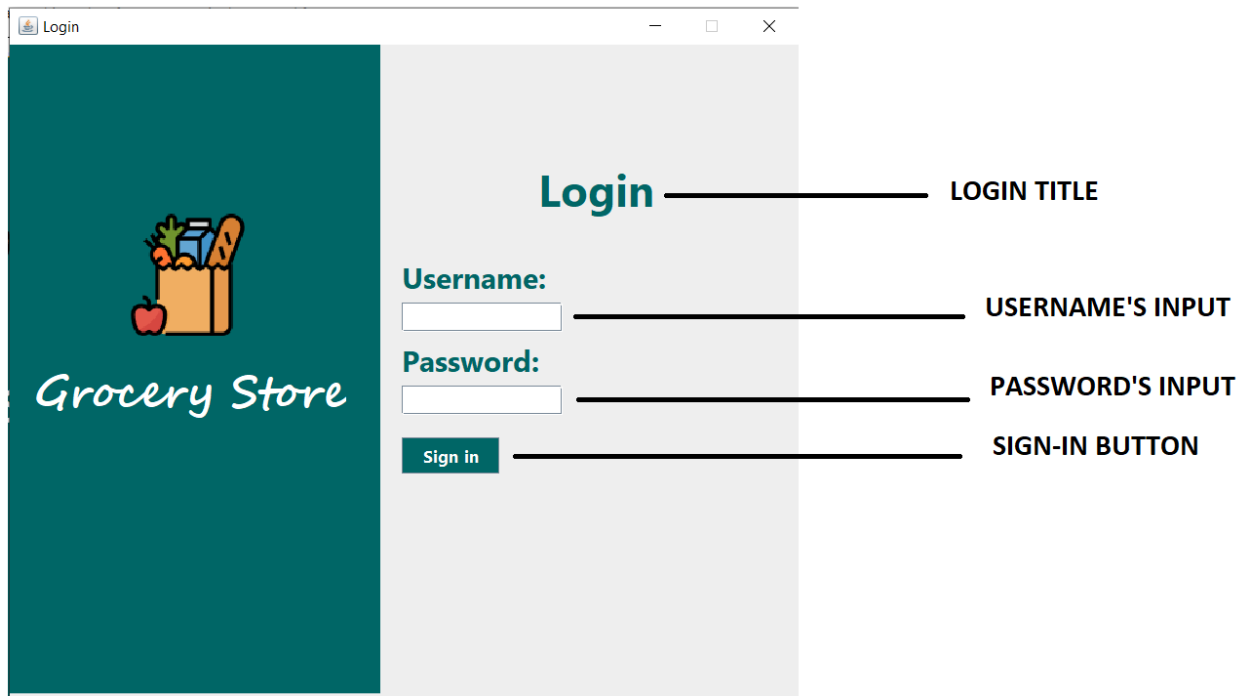 Login
Login
LOGIN TITLE
Username:
USERNAME'S INPUT
Password:
PASSWORD'S INPUT
Grocery Store
Sign in
SIGN-IN BUTTON